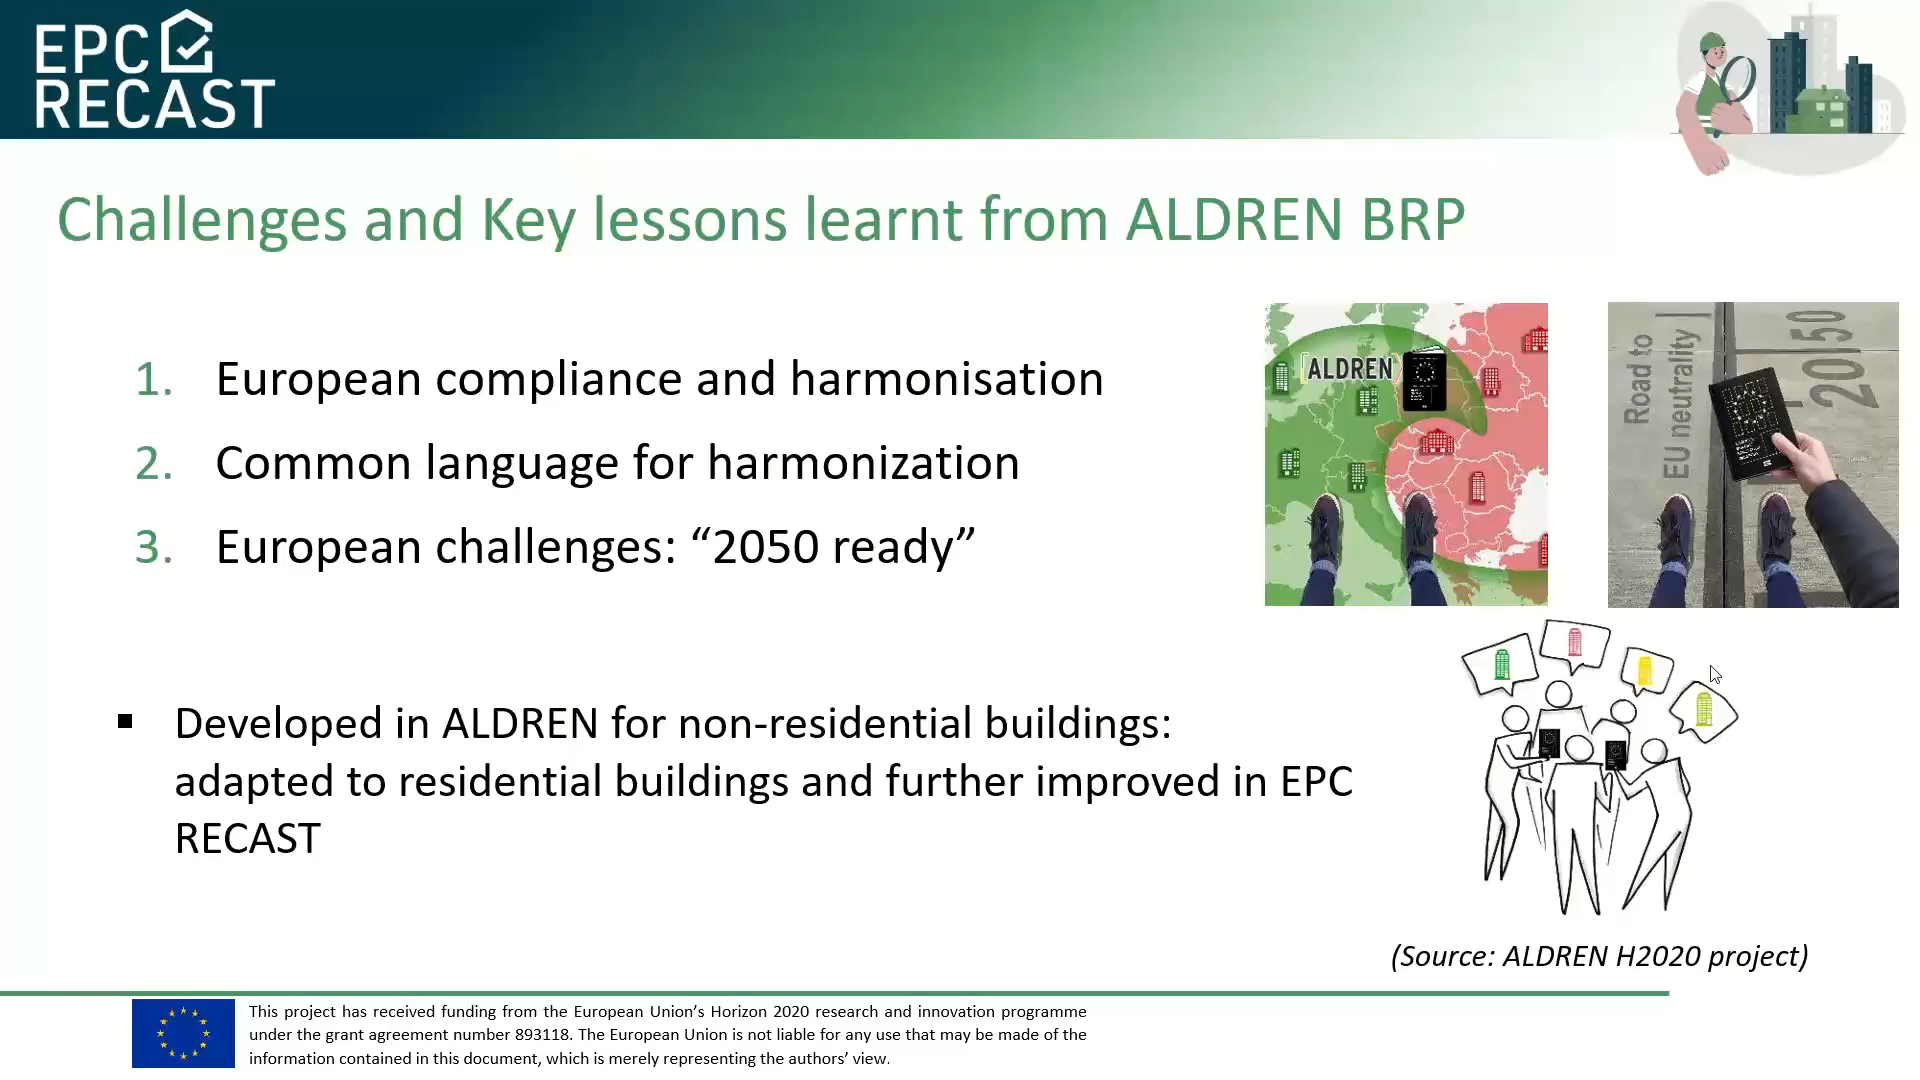 EPC
RECAST
Challenges and Key lessons learnt from ALDREN BRP
1. European compliance and harmonisation
2. Common language for harmonization
3. European challenges: “2050 ready”
[ALDREN]
Road to
EU neutrality
2050
▪ Developed in ALDREN for non-residential buildings:
adapted to residential buildings and further improved in EPC
RECAST
(Source: ALDREN H2020 project)
This project has received funding from the European Union’s Horizon 2020 research and innovation programme
under the grant agreement number 893118. The European Union is not liable for any use that may be made of the
information contained in this document, which is merely representing the authors’ view.